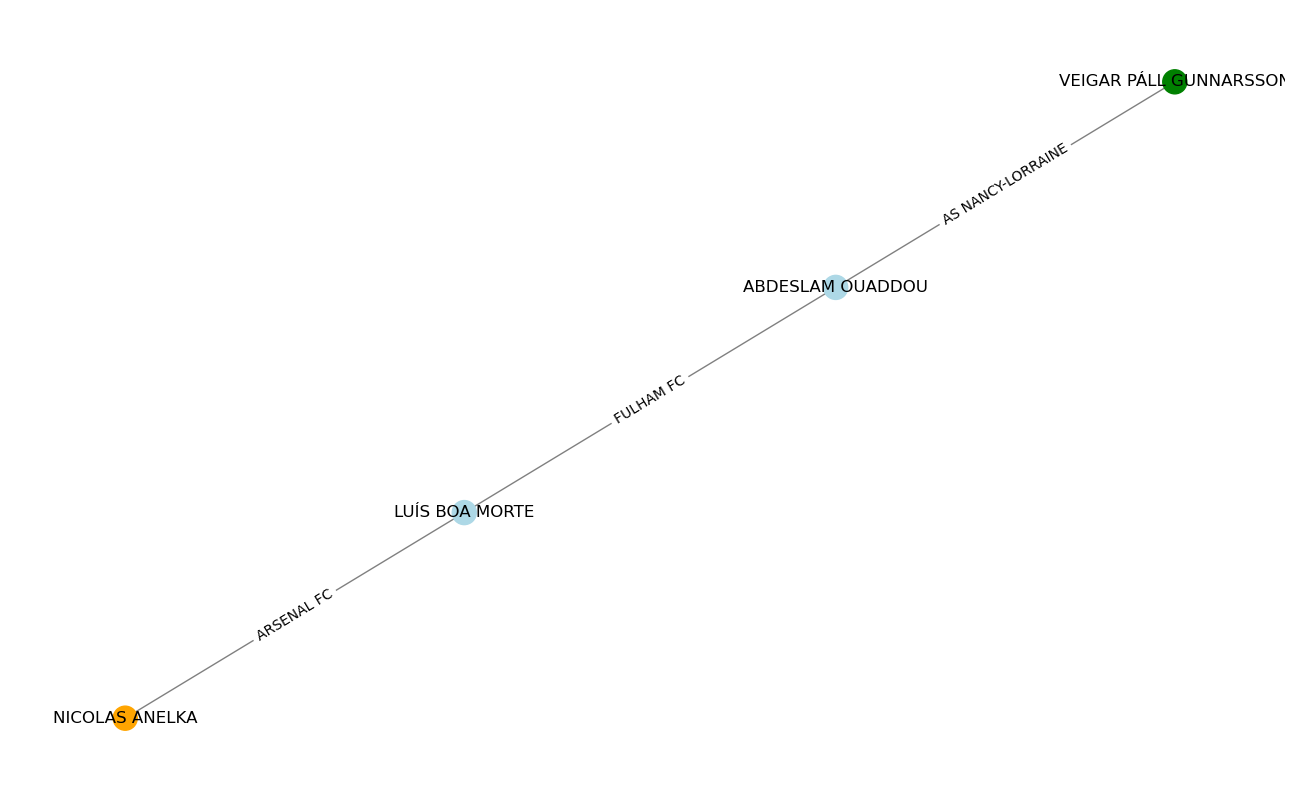 VEIGAR PÁLL GUNNARSSON
AS NANCY-LORRAINE
ABDESLAM OUADDOU
FULHAM FC
LUÍS BOA MORTE
ARSENAL FC
NICOLAS ANELKA